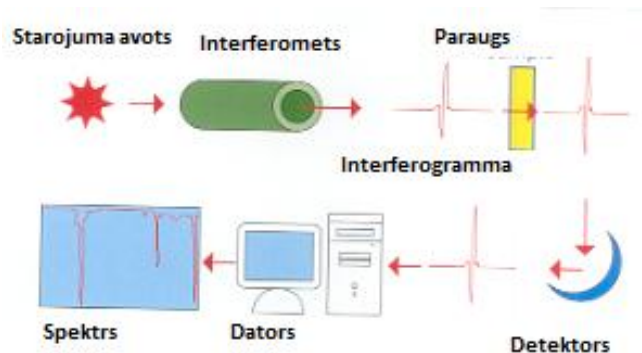 Starojuma avots
Interferomets
Paraugs
Interferogramma
Spektrs
Dators
Detektors